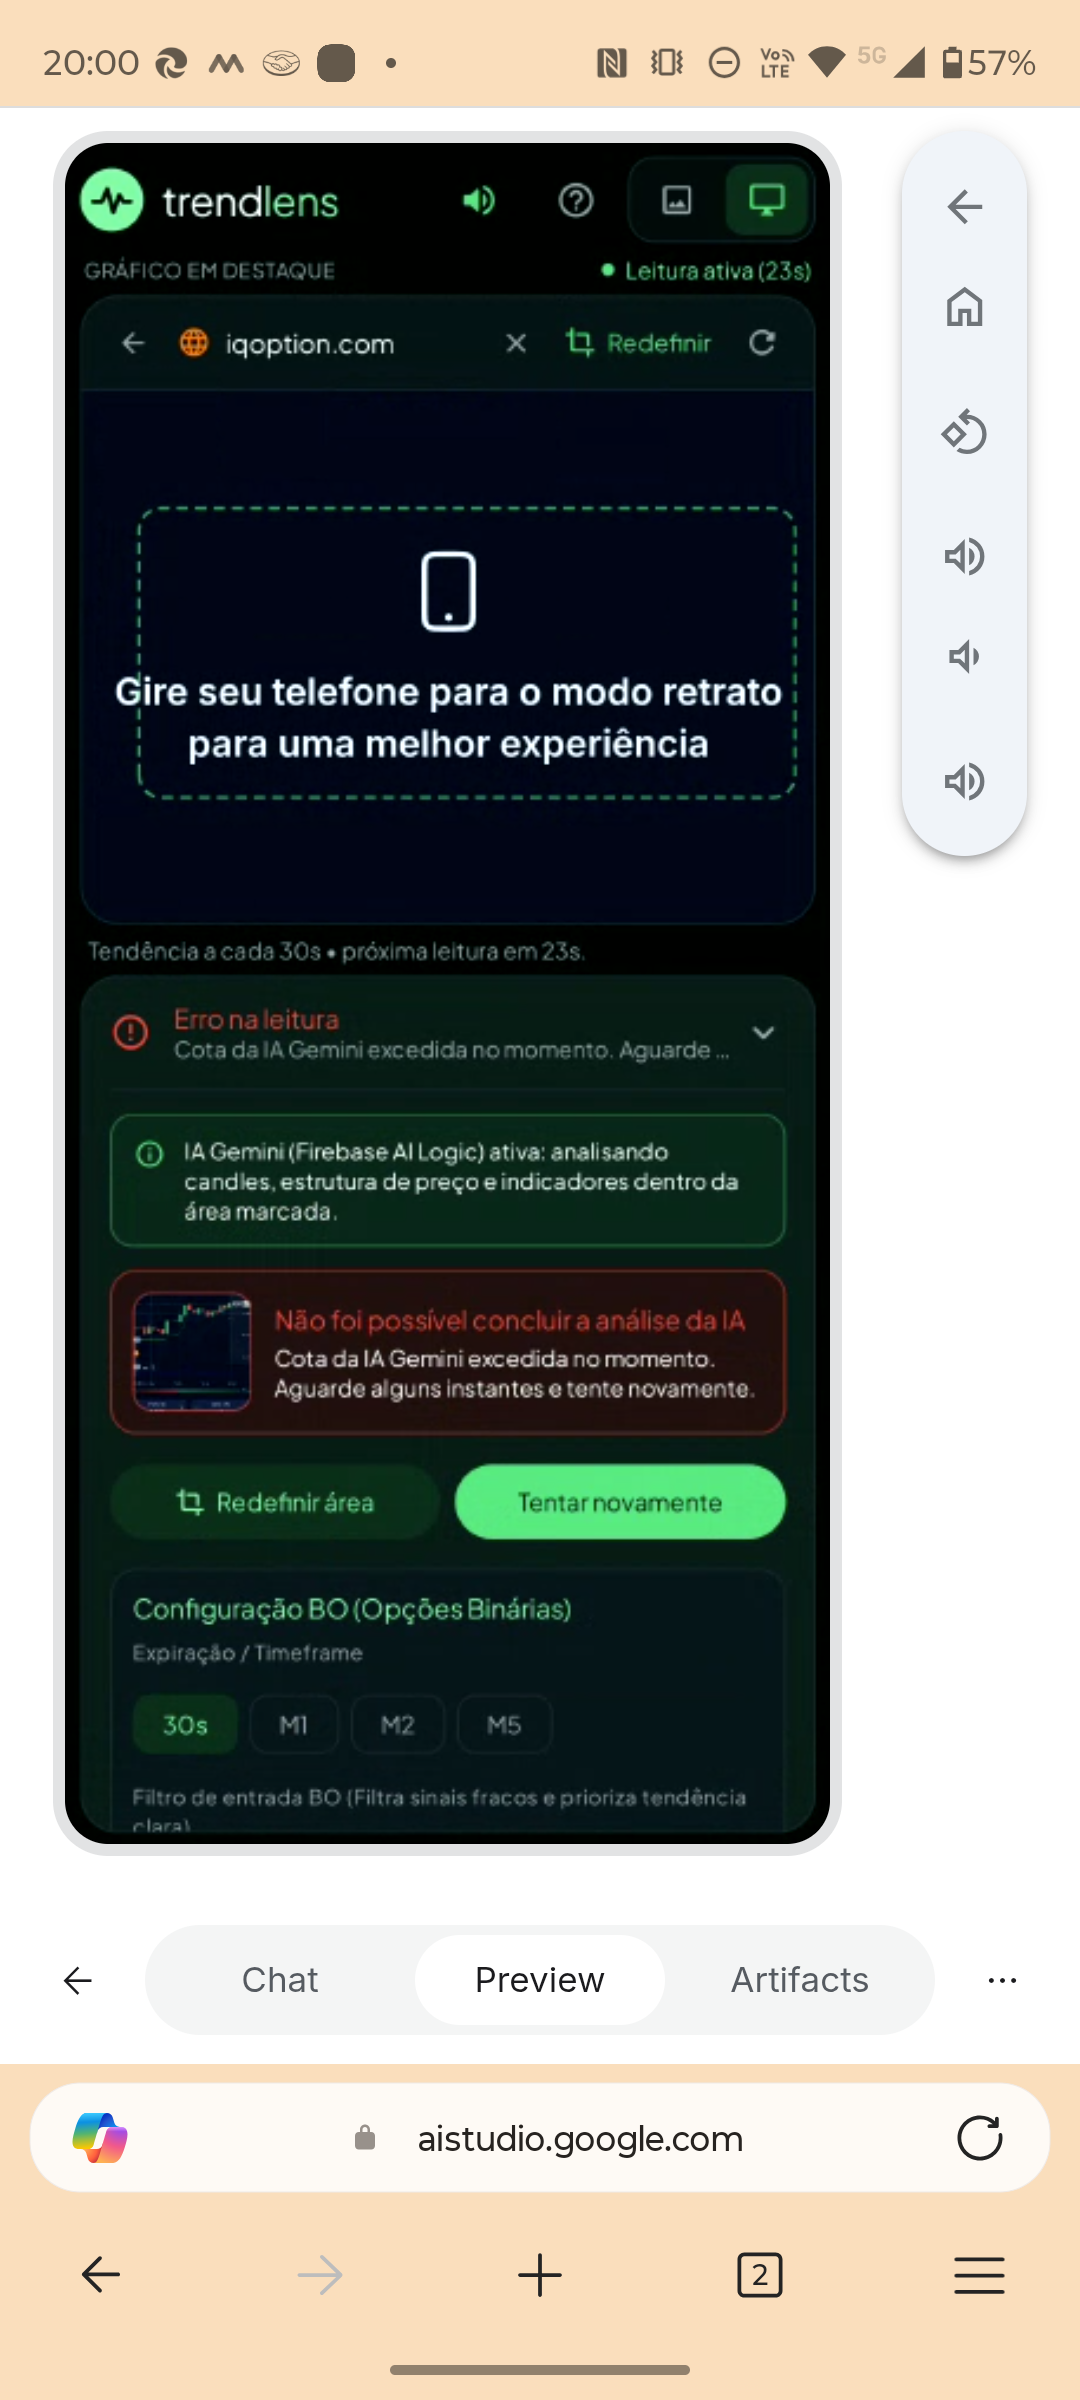 20:00
VoLTE
5G
57%
trendlens
GRÁFICO EM DESTAQUE
Leitura ativa (23s)
iqoption.com
Redefinir
Gire seu telefone para o modo retrato
para uma melhor experiência
Tendência a cada 30s • próxima leitura em 23s.
Erro na leitura
Cota da IA Gemini excedida no momento. Aguarde ...
IA Gemini (Firebase AI Logic) ativa: analisando
candles, estrutura de preço e indicadores dentro da
área marcada.
Não foi possível concluir a análise da IA
Cota da IA Gemini excedida no momento.
Aguarde alguns instantes e tente novamente.
Redefinir área
Tentar novamente
Configuração BO (Opções Binárias)
Expiração / Timeframe
30s M1 M2 M5
Filtro de entrada BO (Filtra sinais fracos e prioriza tendência
clara)
Chat
Preview
Artifacts
aistudio.google.com
2